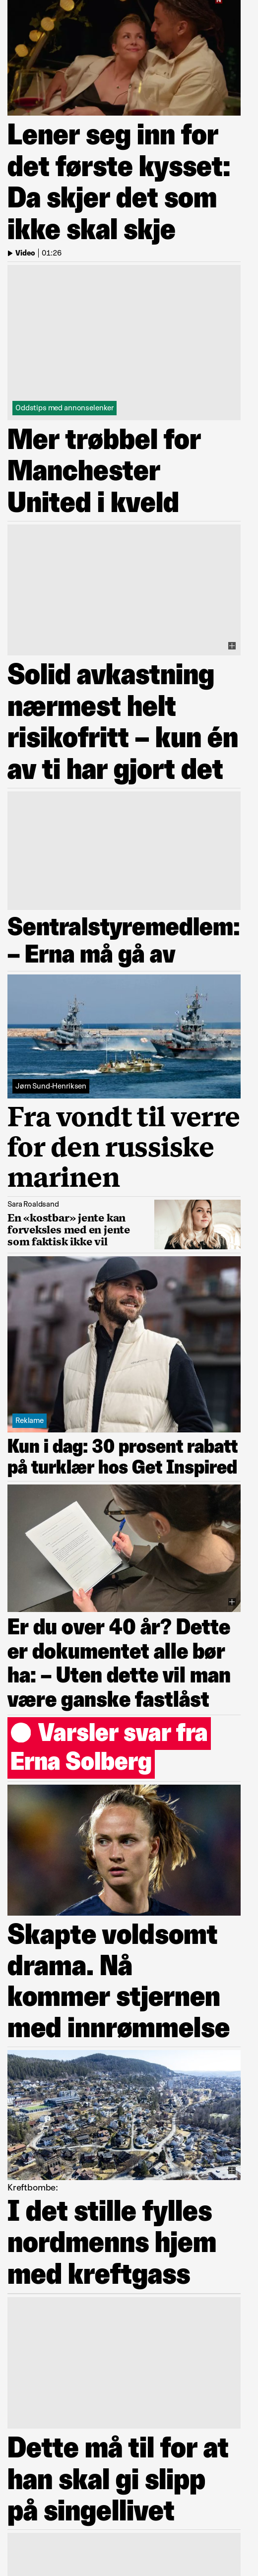 Lener seg inn for
det første kysset:
Da skjer det som
ikke skal skje
Video | 01:26
Oddstips med annonselenker
Mer trøbbel for
Manchester
United i kveld
Solid avkastning
nærmest helt
risikofritt – kun én
av ti har gjort det
Sentralstyremedlem:
– Erna må gå av
Jørn Sund-Henriksen
Fra vondt til verre
for den russiske
marinen
Sara Roaldsand
En «kostbar» jente kan
forveksles med en jente
som faktisk ikke vil
Reklame
Kun i dag: 30 prosent rabatt
på turklær hos Get Inspired
Er du over 40 år? Dette
er dokumentet alle bør
ha: – Uten dette vil man
være ganske fastlåst
Varsler svar fra
Erna Solberg
Skapte voldsomt
drama. Nå
kommer stjernen
med innrømmelse
Kreftbombe:
I det stille fylles
nordmenns hjem
med kreftgass
Dette må til for at
han skal gi slipp
på singellivet